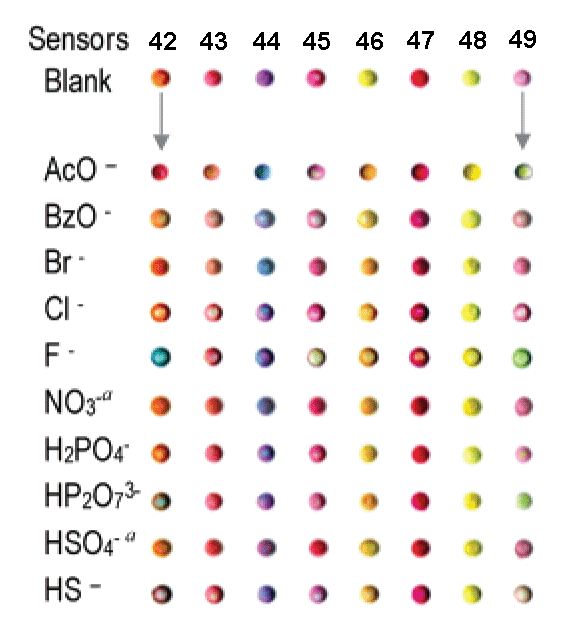 Sensors 42 43 44 45 46 47 48 49
Blank
AcO⁻
BzO⁻
Br⁻
Cl⁻
F⁻
NO₃⁻ᵃ
H₂PO₄⁻
HP₂O₇³⁻
HSO₄⁻ᵃ
HS⁻